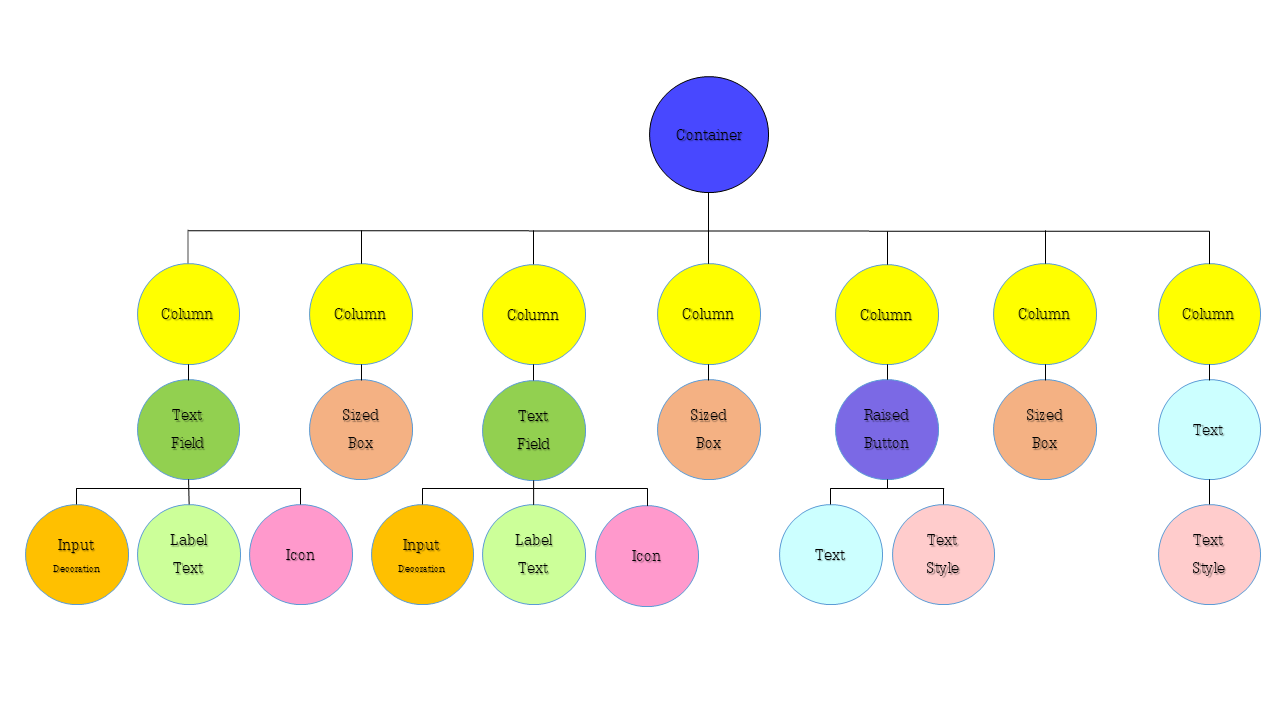 Container
Column
Column
Column
Column
Column
Column
Column
Text
Field
Sized
Box
Text
Field
Sized
Box
Raised
Button
Sized
Box
Text
Input
Decoration
Label
Text
Icon
Input
Decoration
Label
Text
Icon
Text
Text
Style
Text
Style